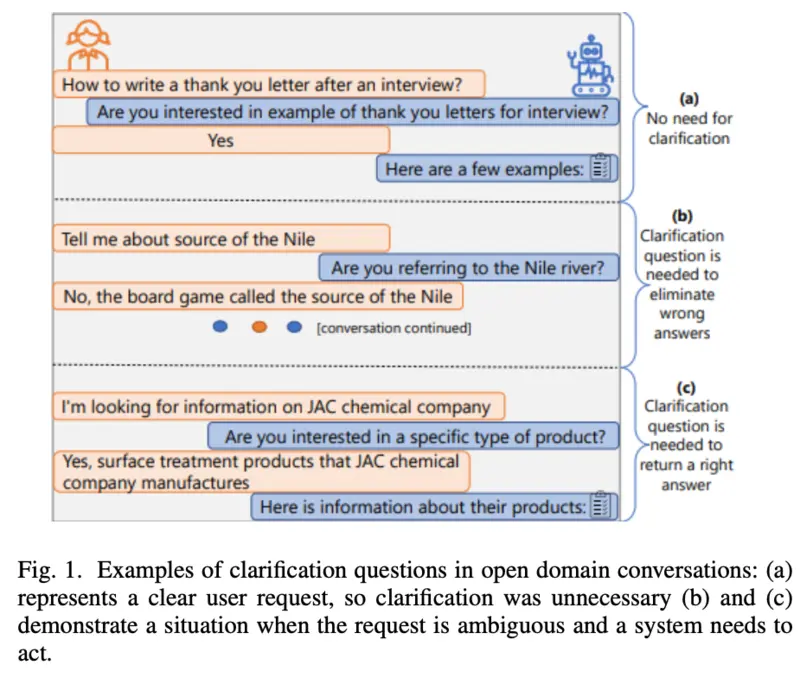 How to write a thank you letter after an interview?
Are you interested in example of thank you letters for interview?
Yes
Here are a few examples:
(a)
No need for
clarification
Tell me about source of the Nile
Are you referring to the Nile river?
No, the board game called the source of the Nile
[conversation continued]
(b)
Clarification
question is
needed to
eliminate
wrong
answers
I'm looking for information on JAC chemical company
Are you interested in a specific type of product?
Yes, surface treatment products that JAC chemical
company manufactures
Here is information about their products:
(c)
Clarification
question is
needed to
return a right
answer
Fig. 1. Examples of clarification questions in open domain conversations: (a)
represents a clear user request, so clarification was unnecessary (b) and (c)
demonstrate a situation when the request is ambiguous and a system needs to
act.